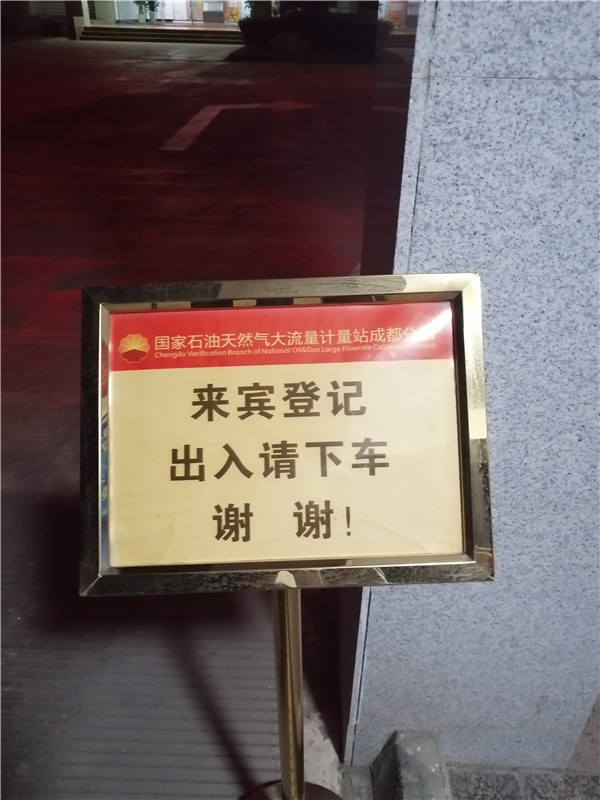 国家石油天然气大流量计量站成都分站
Chengdu Verification Branch of National Oil&Gas Large Flowrate
来宾登记
出入请下车
谢 谢！